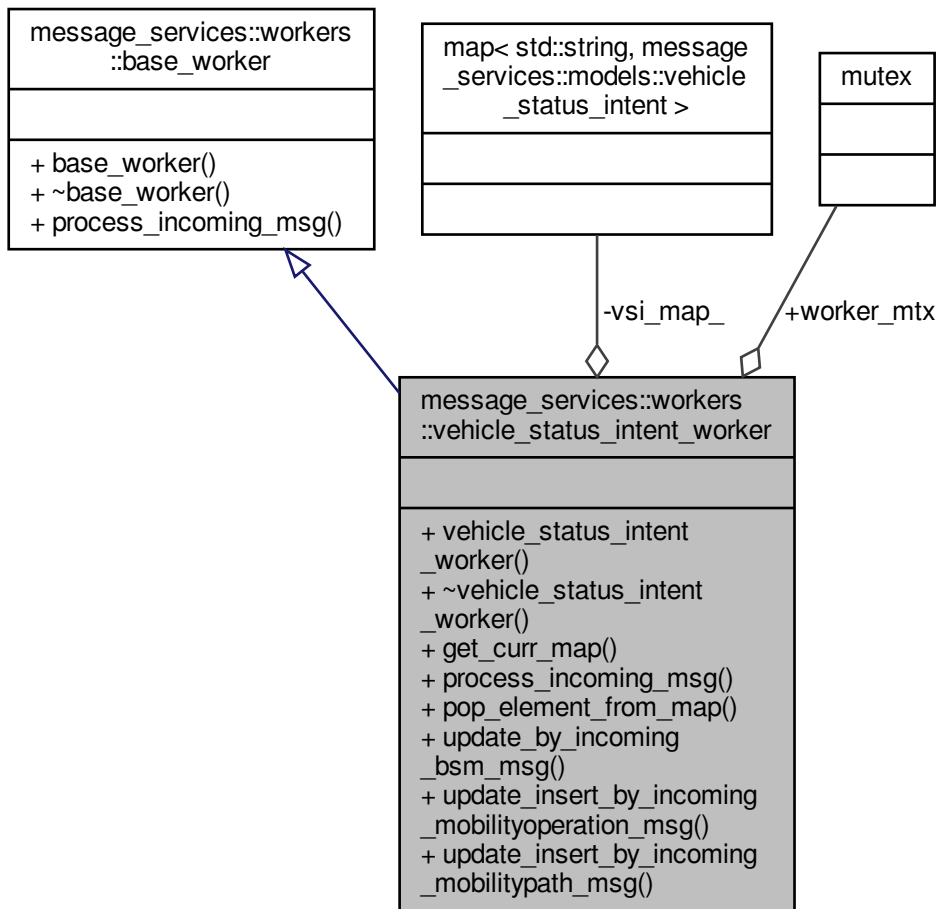 message_services::workers
::base_worker
+ base_worker()
+ ~base_worker()
+ process_incoming_msg()
map< std::string, message
_services::models::vehicle
_status_intent >
mutex
-vsi_map_
+worker_mtx
message_services::workers
::vehicle_status_intent_worker
+ vehicle_status_intent
_worker()
+ ~vehicle_status_intent
_worker()
+ get_curr_map()
+ process_incoming_msg()
+ pop_element_from_map()
+ update_by_incoming
_bsm_msg()
+ update_insert_by_incoming
_mobilityoperation_msg()
+ update_insert_by_incoming
_mobilitypath_msg()